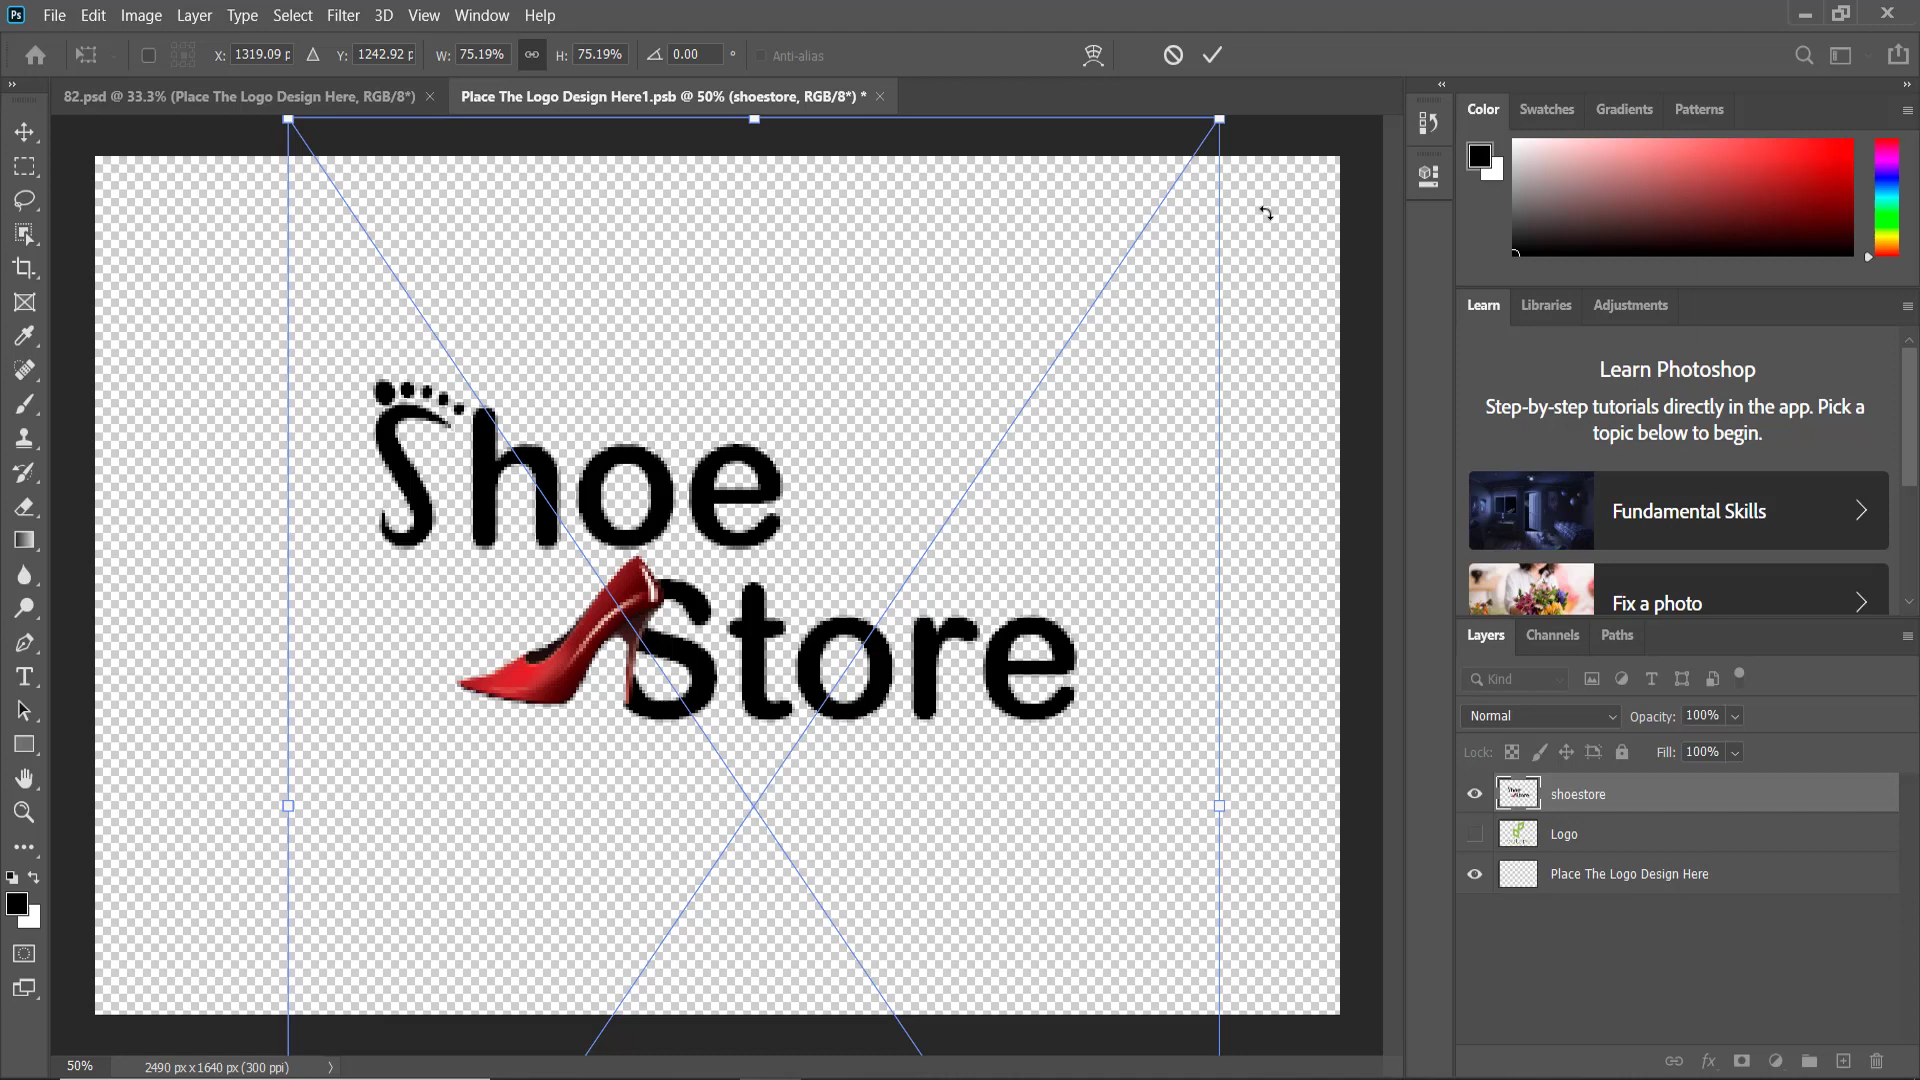 Ps File Edit Image Layer Type Select Filter 3D View Window Help
X: 1319.09 p Y: 1242.92 p W: 75.19% H: 75.19% 0.00 ° Anti-alias
82.psd @ 33.3% (Place The Logo Design Here, RGB/8*) × Place The Logo Design Here1.psb @ 50% (shoestore, RGB/8*) * ×
Color Swatches Gradients Patterns
Learn Libraries Adjustments
Learn Photoshop
Step-by-step tutorials directly in the app. Pick a
topic below to begin.
Fundamental Skills
Fix a photo
Shoe
Store
Layers Channels Paths
Kind
Normal Opacity: 100%
Lock: Fill: 100%
shoestore
Logo
Place The Logo Design Here
50% 2490 px x 1640 px (300 ppi)